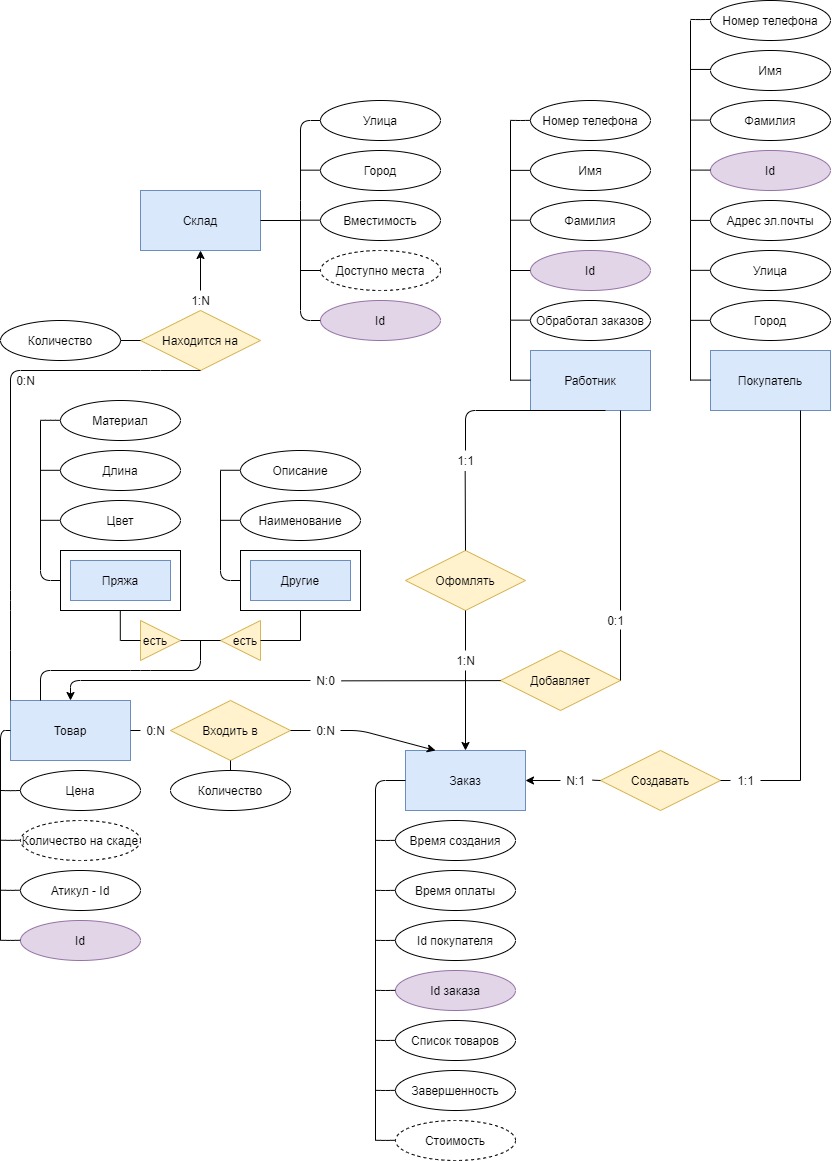 Номер телефона
Имя
Фамилия
Id
Адрес эл.почты
Улица
Город
Покупатель
Номер телефона
Имя
Фамилия
Id
Обработал заказов
Работник
Улица
Город
Вместимость
Доступно места
Id
Склад
1:N
Количество
Находится на
0:N
Материал
Длина
Цвет
Пряжа
Описание
Наименование
Другие
есть
есть
1:1
Офомлять
1:N
0:1
Добавляет
N:0
Товар
0:N
Входить в
0:N
Количество
Заказ
N:1
Создавать
1:1
Цена
Количество на скаде
Атикул - Id
Id
Время создания
Время оплаты
Id покупателя
Id заказа
Список товаров
Завершенность
Стоимость